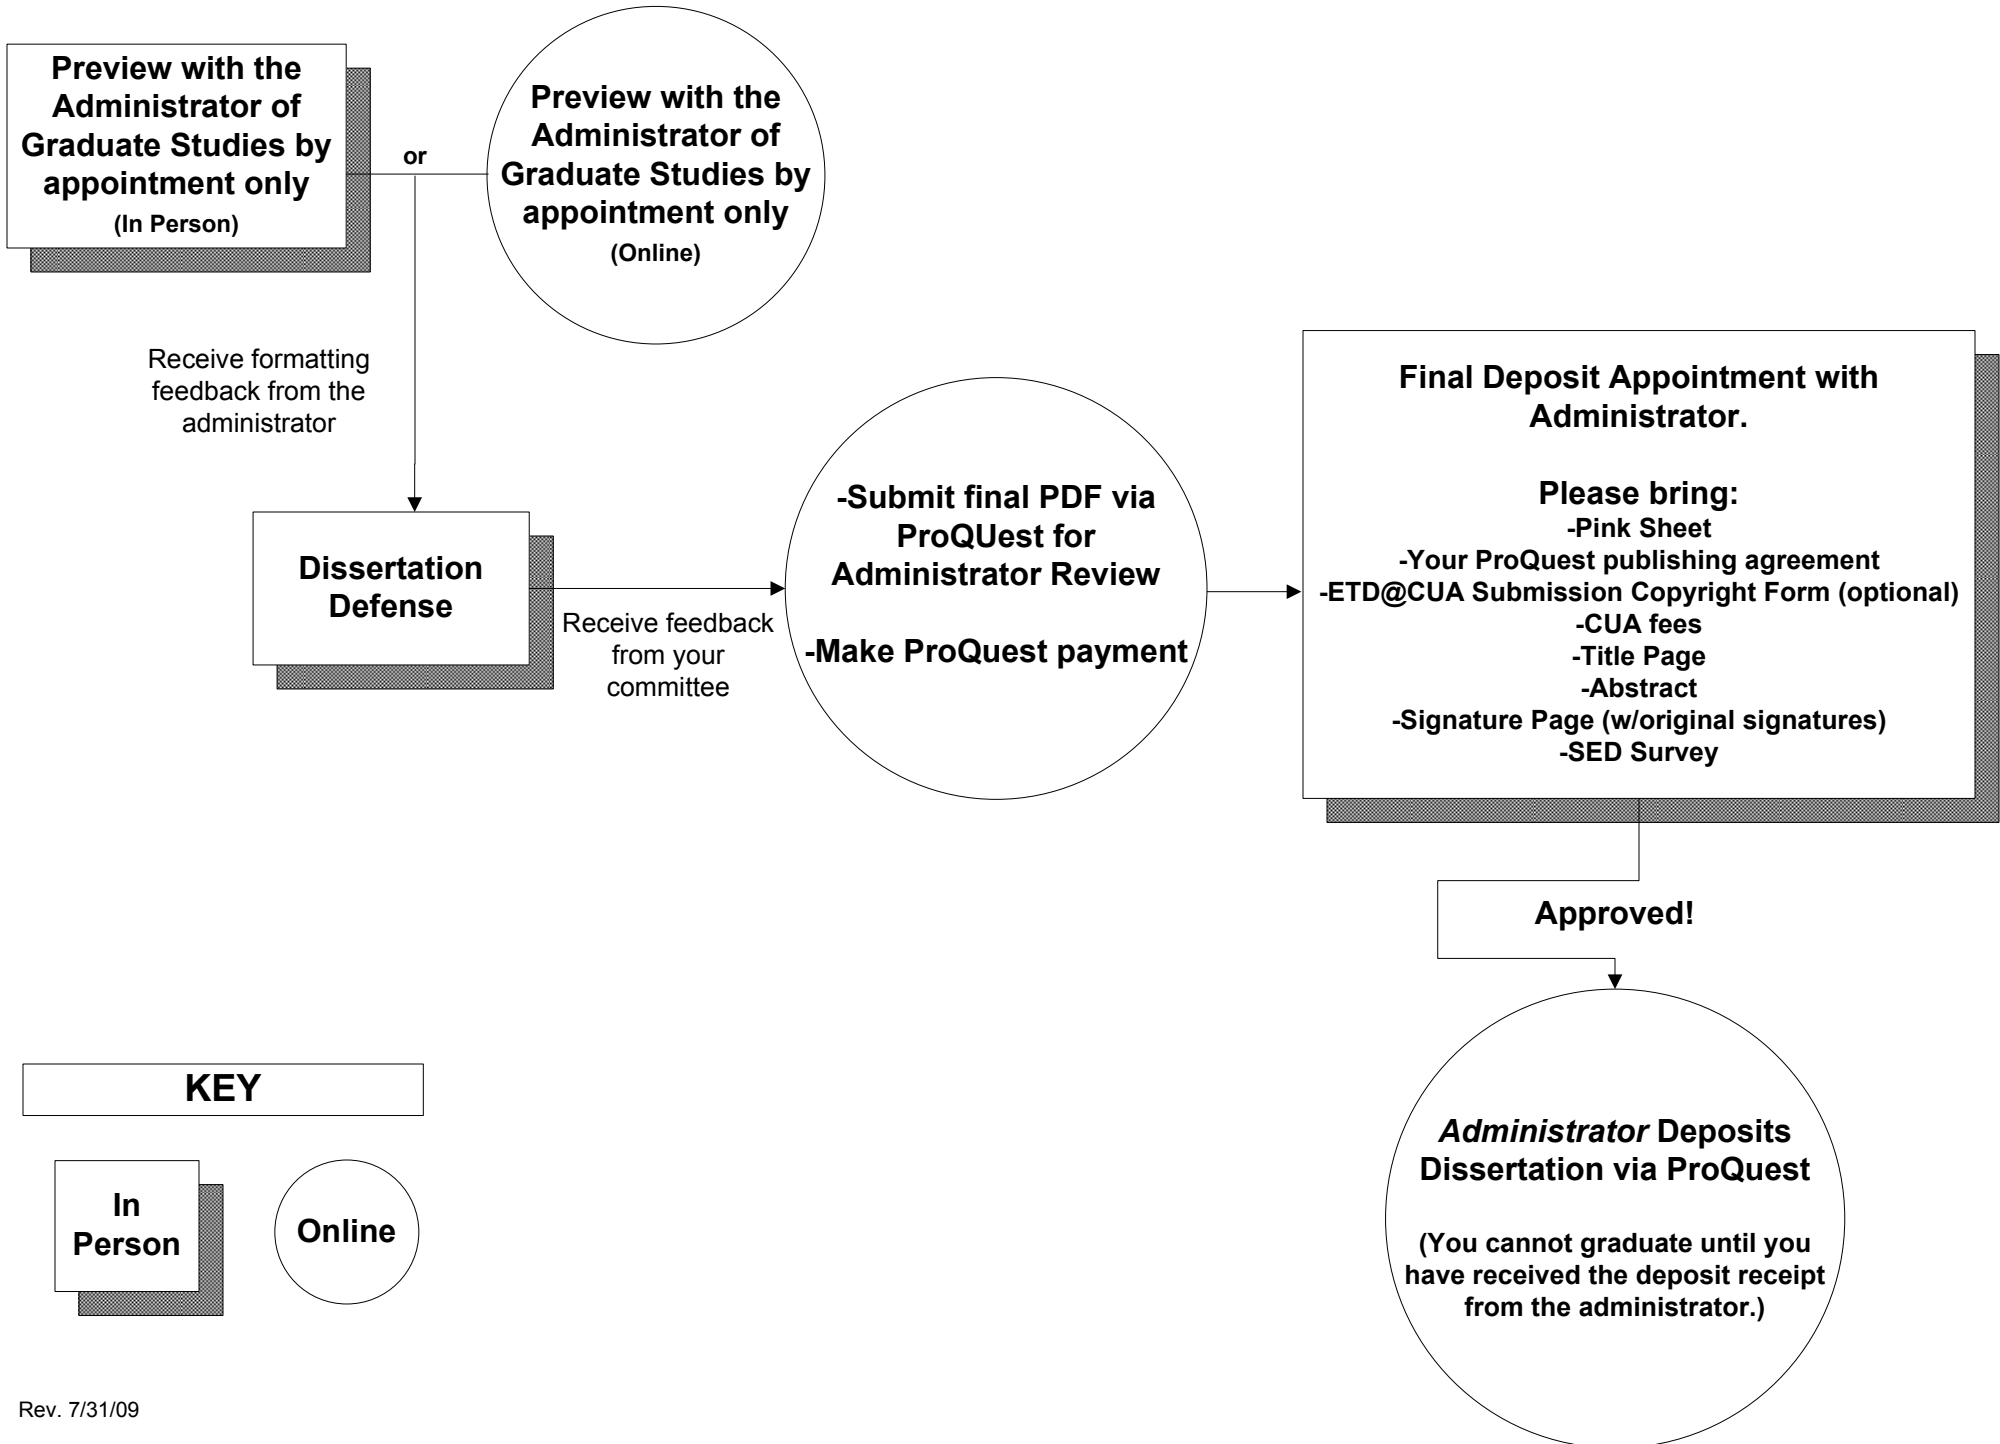 Preview with the
Administrator of
Graduate Studies by
appointment only
(In Person)
or
Preview with the
Administrator of
Graduate Studies by
appointment only
(Online)
Receive formatting
feedback from the
administrator
Dissertation
Defense
Receive feedback
from your
committee
-Submit final PDF via
ProQUest for
Administrator Review
-Make ProQuest payment
Final Deposit Appointment with
Administrator.
Please bring:
-Pink Sheet
-Your ProQuest publishing agreement
-ETD@CUA Submission Copyright Form (optional)
-CUA fees
-Title Page
-Abstract
-Signature Page (w/original signatures)
-SED Survey
Approved!
Administrator Deposits
Dissertation via ProQuest
(You cannot graduate until you
have received the deposit receipt
from the administrator.)
KEY
In
Person
Online
Rev. 7/31/09